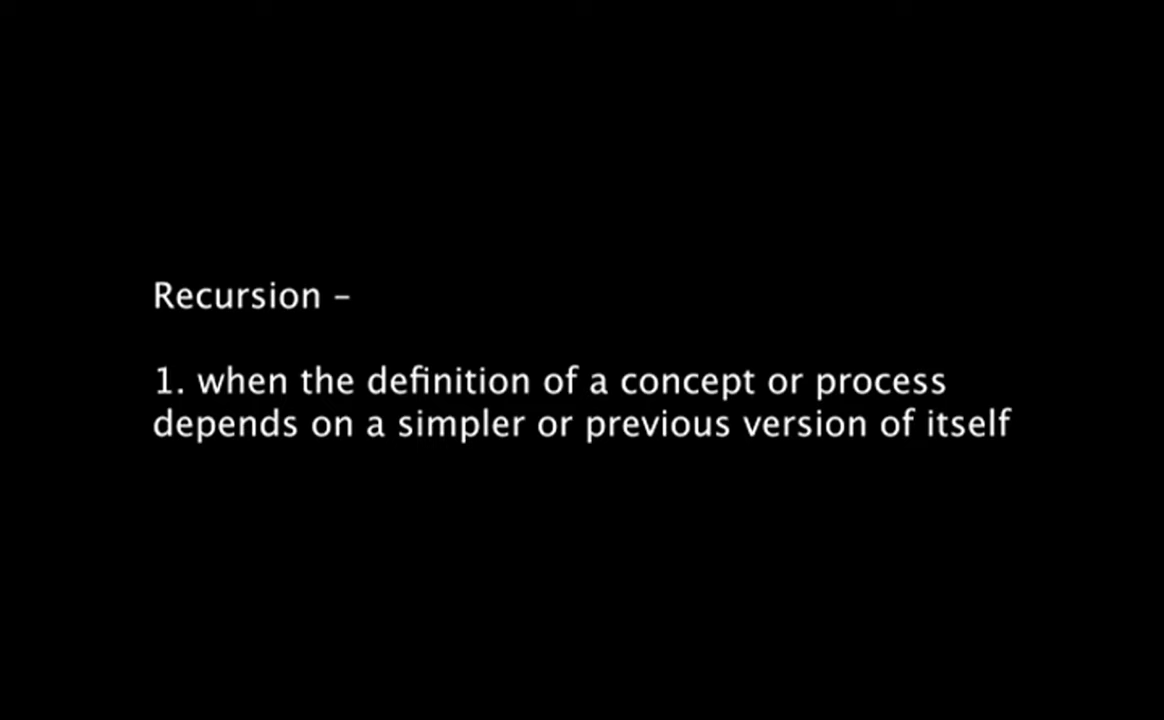 Recursion –
1. when the definition of a concept or process
depends on a simpler or previous version of itself